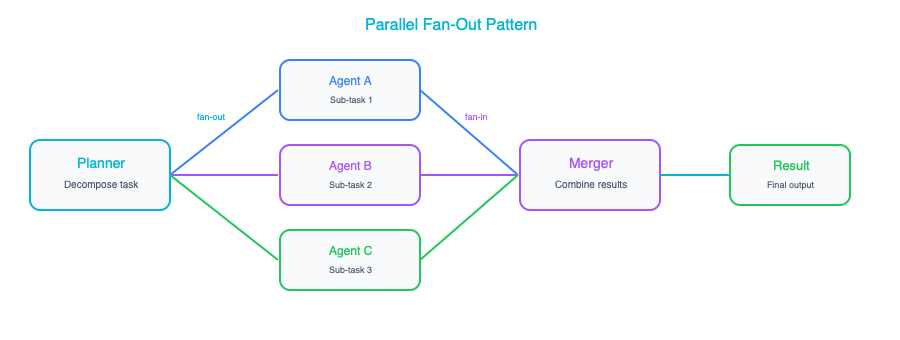 Parallel Fan-Out Pattern
Agent A
Sub-task 1
fan-out
fan-in
Planner
Decompose task
Agent B
Sub-task 2
Merger
Combine results
Result
Final output
Agent C
Sub-task 3